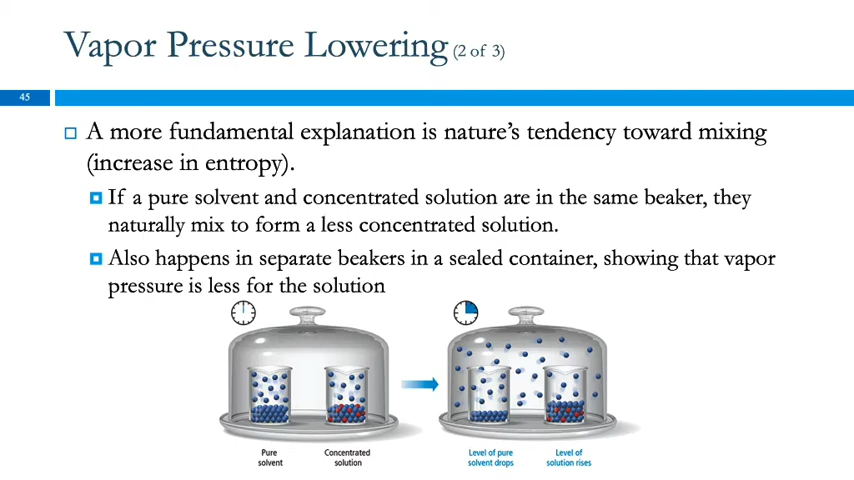 Vapor Pressure Lowering (2 of 3)
45
A more fundamental explanation is nature's tendency toward mixing
(increase in entropy).
If a pure solvent and concentrated solution are in the same beaker, they
naturally mix to form a less concentrated solution.
Also happens in separate beakers in a sealed container, showing that vapor
pressure is less for the solution
Pure
solvent
Concentrated
solution
Level of pure
solvent drops
Level of
solution rises